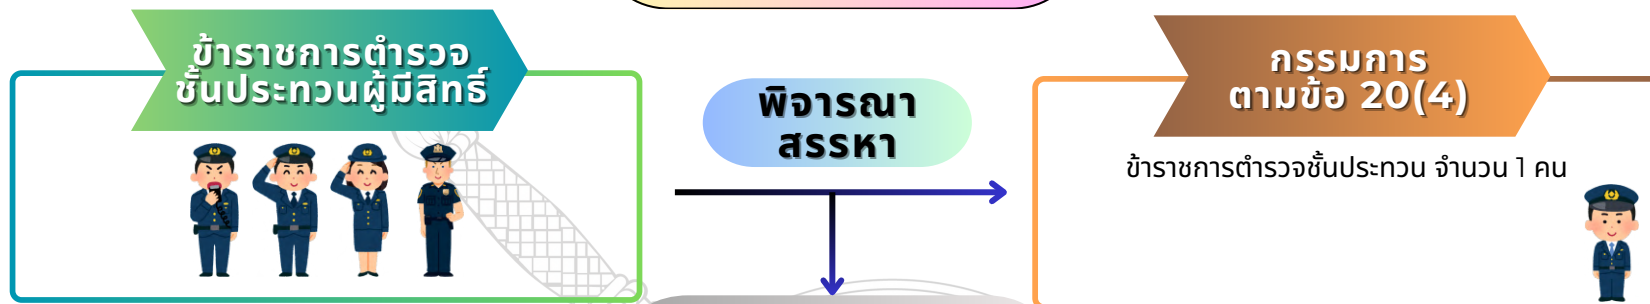 ข้าราชการตำรวจ
ชั้นประทวนผู้มีสิทธิ์
พิจารณา
สรรหา
กรรมการ
ตามข้อ 20(4)
ข้าราชการตำรวจชั้นประทวน จำนวน 1 คน